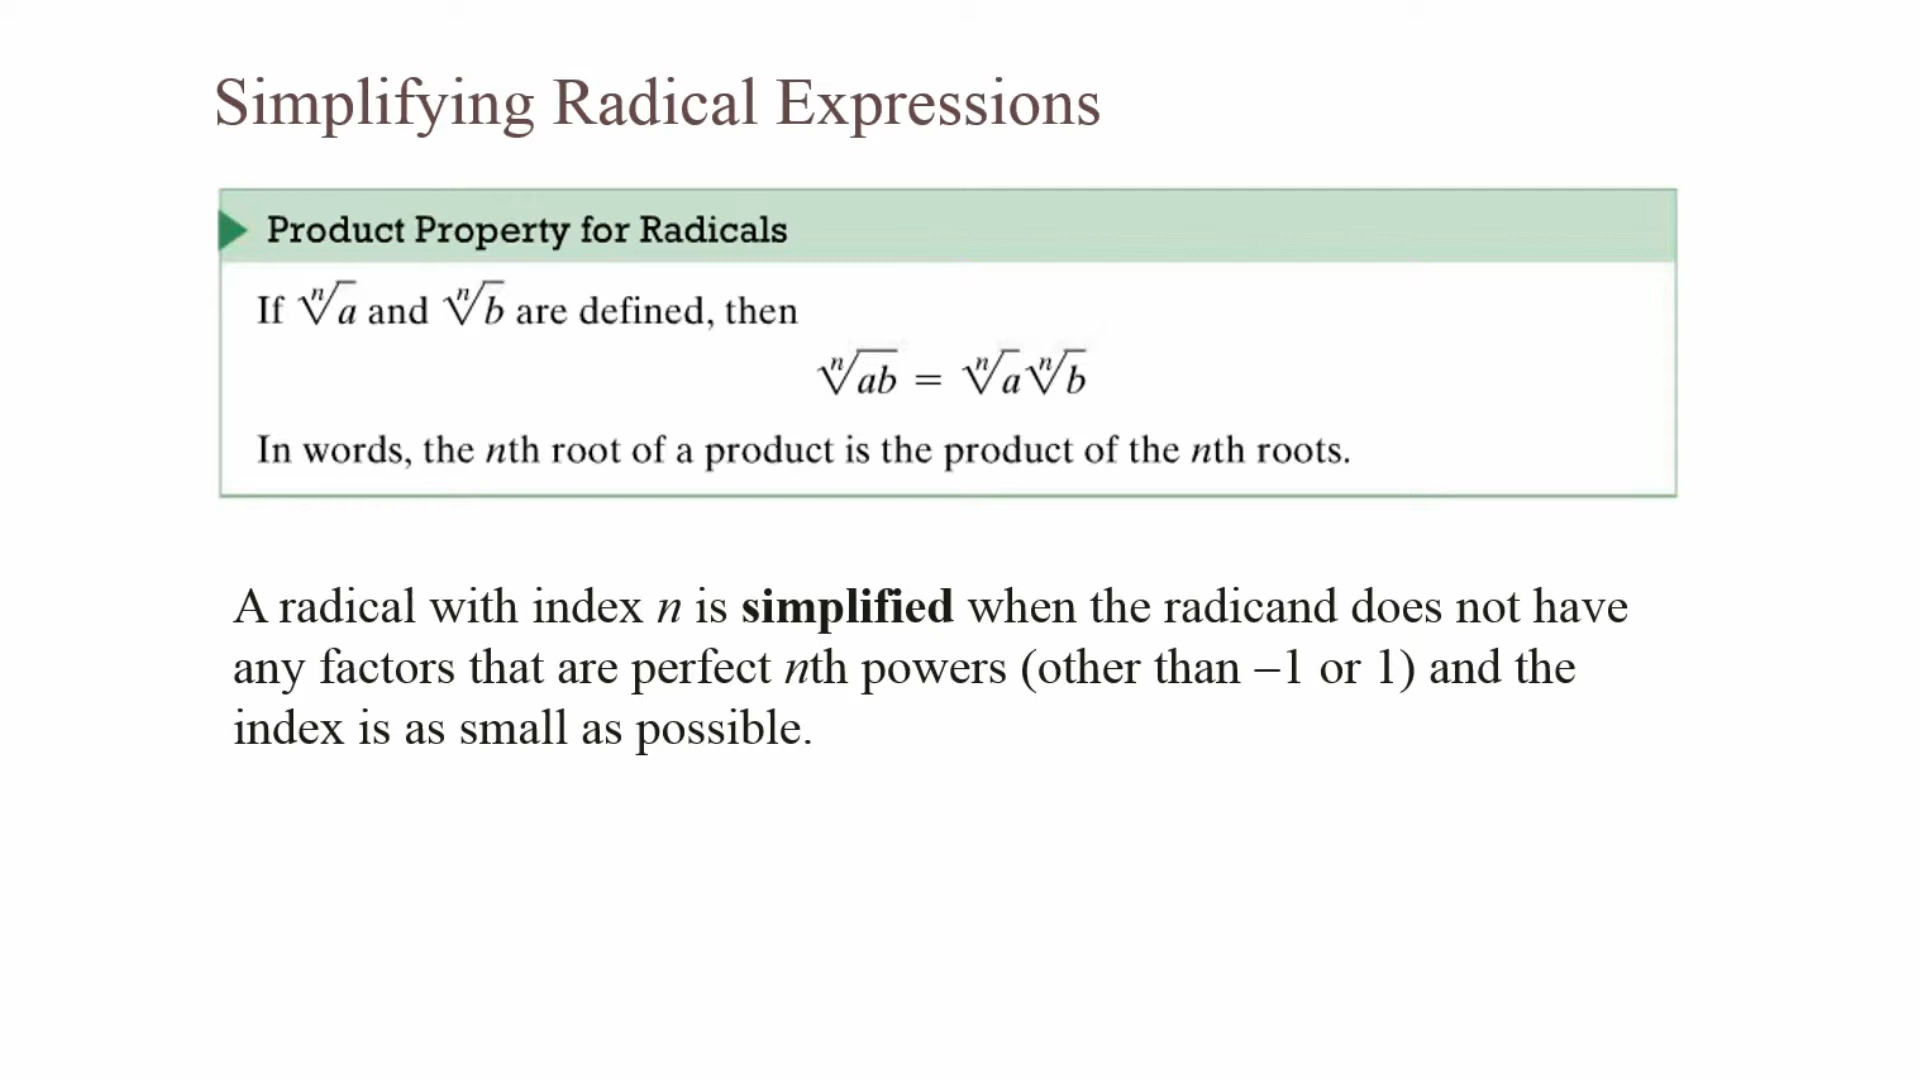 Simplifying Radical Expressions
Product Property for Radicals
If ⁿ√a and ⁿ√b are defined, then
ⁿ√ab = ⁿ√aⁿ√b
In words, the nth root of a product is the product of the nth roots.
A radical with index n is simplified when the radicand does not have
any factors that are perfect nth powers (other than –1 or 1) and the
index is as small as possible.